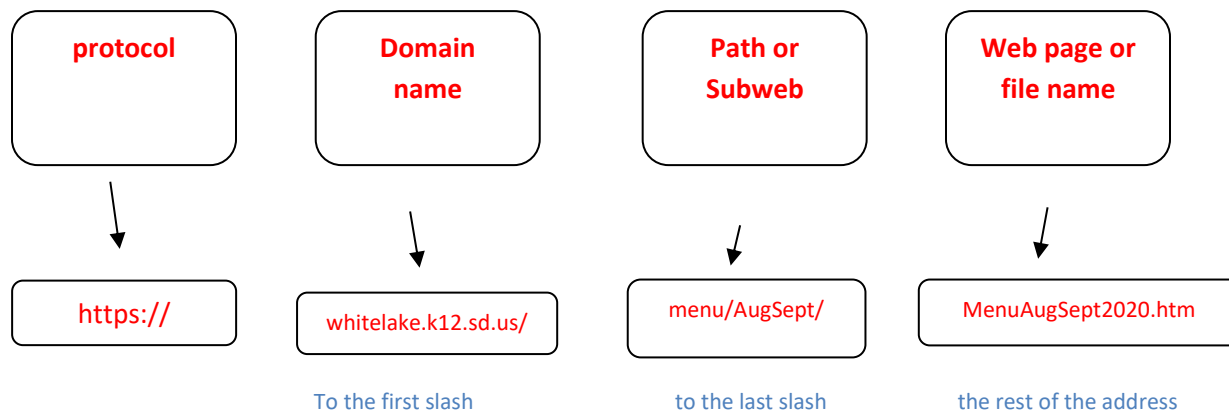 protocol
Domain
name
Path or
Subweb
Web page or
file name
https://
whitelake.k12.sd.us/
menu/AugSept/
MenuAugSept2020.htm
To the first slash
to the last slash
the rest of the address